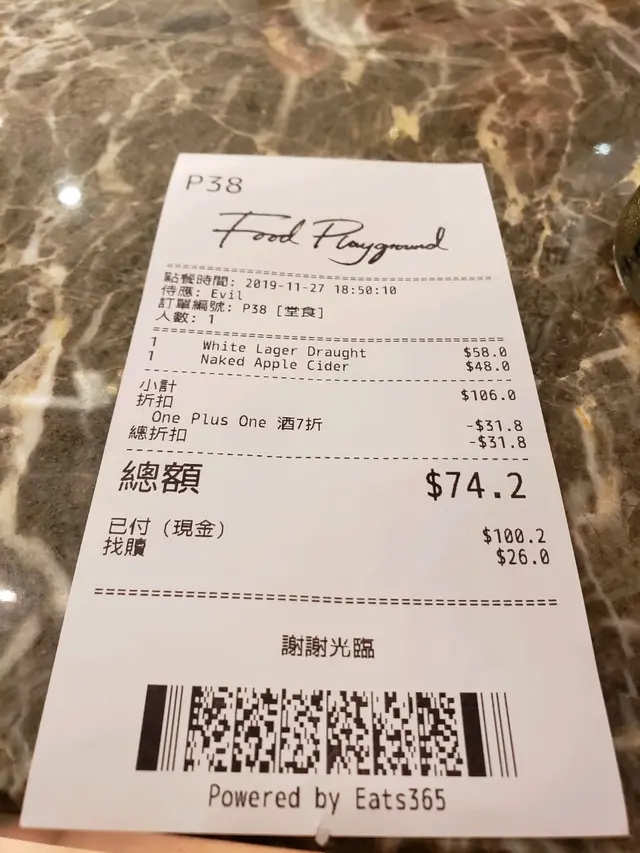 P38
Food Playground
點餐時間: 2019-11-27 18:50:10
侍應: Evil
訂單編號: P38 [堂食]
人數: 1
1 White Lager Draught $58.0
1 Naked Apple Cider $48.0
小計 $106.0
折扣
One Plus One 酒7折 -$31.8
總折扣 -$31.8
總額 $74.2
已付 (現金) $100.2
找贖 $26.0
謝謝光臨
Powered by Eats365